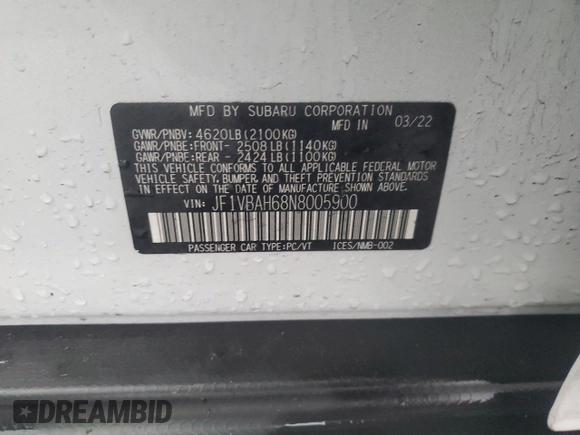 MFD BY SUBARU CORPORATION
MFD IN 03/22
GVWR/PNBV: 4620LB (2100KG)
GAWR/PNBE:FRONT- 2508LB (1140KG)
GAWR/PNBE:REAR - 2424LB (1100KG)
THIS VEHICLE CONFORMS TO ALL APPLICABLE FEDERAL MOTOR
VEHICLE SAFETY, BUMPER, AND THEFT PREVENTION STANDARDS
IN EFFECT ON THE DATE OF MANUFACTURE SHOWN ABOVE.
VIN: JF1VBAH68N8005900
PASSENGER CAR TYPE:PC/VT ICES/NMB-002
DREAMBID